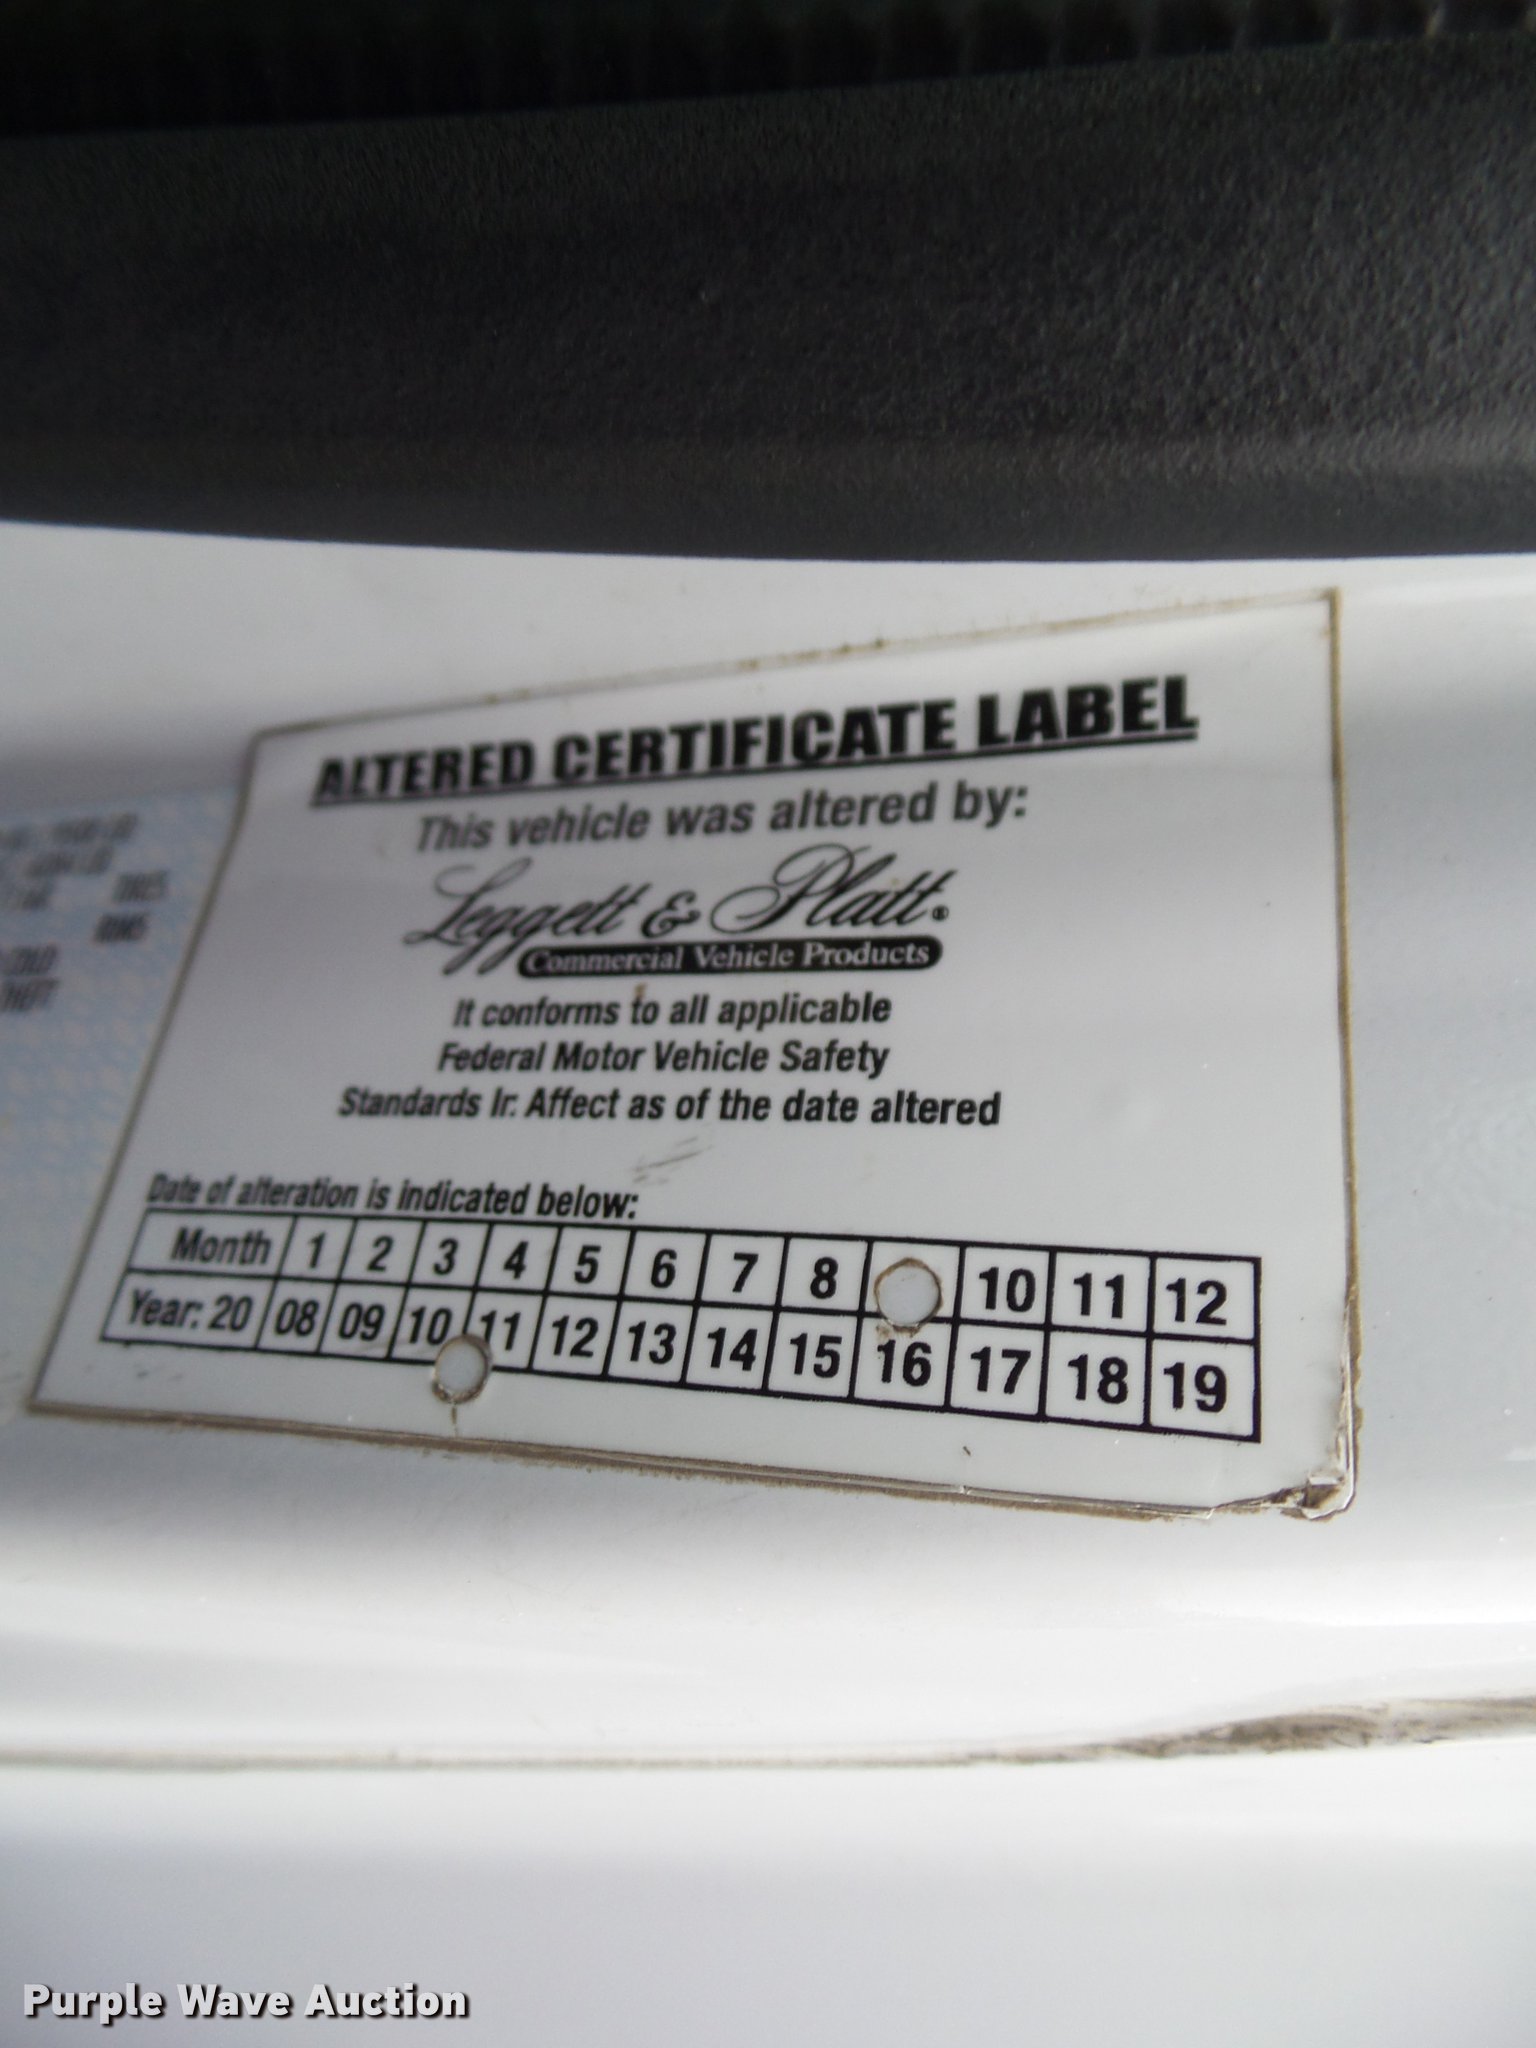 ALTERED CERTIFICATE LABEL
This vehicle was altered by:
Leggett & Platt®
Commercial Vehicle Products
It conforms to all applicable
Federal Motor Vehicle Safety
Standards Ir. Affect as of the date altered
Date of alteration is indicated below:
Month 1 2 3 4 5 6 7 8 10 11 12
Year: 20 08 09 10 11 12 13 14 15 16 17 18 19
COLD
Purple Wave Auction